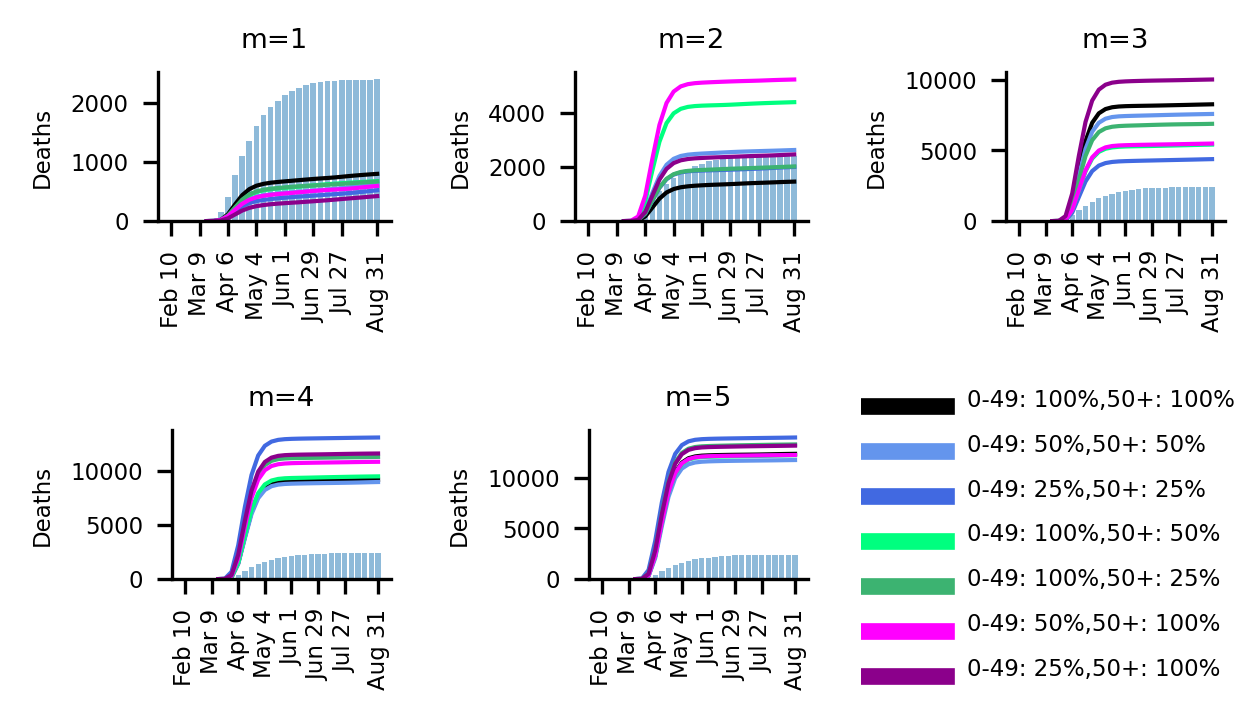 m=1
Deaths
2000
1000
0
Feb 10
Mar 9
Apr 6
May 4
Jun 1
Jun 29
Jul 27
Aug 31
m=2
Deaths
4000
2000
0
Feb 10
Mar 9
Apr 6
May 4
Jun 1
Jun 29
Jul 27
Aug 31
m=3
Deaths
10000
5000
0
Feb 10
Mar 9
Apr 6
May 4
Jun 1
Jun 29
Jul 27
Aug 31
m=4
Deaths
10000
5000
0
Feb 10
Mar 9
Apr 6
May 4
Jun 1
Jun 29
Jul 27
Aug 31
m=5
Deaths
10000
5000
0
Feb 10
Mar 9
Apr 6
May 4
Jun 1
Jun 29
Jul 27
Aug 31
0-49: 100%,50+: 100%
0-49: 50%,50+: 50%
0-49: 25%,50+: 25%
0-49: 100%,50+: 50%
0-49: 100%,50+: 25%
0-49: 50%,50+: 100%
0-49: 25%,50+: 100%